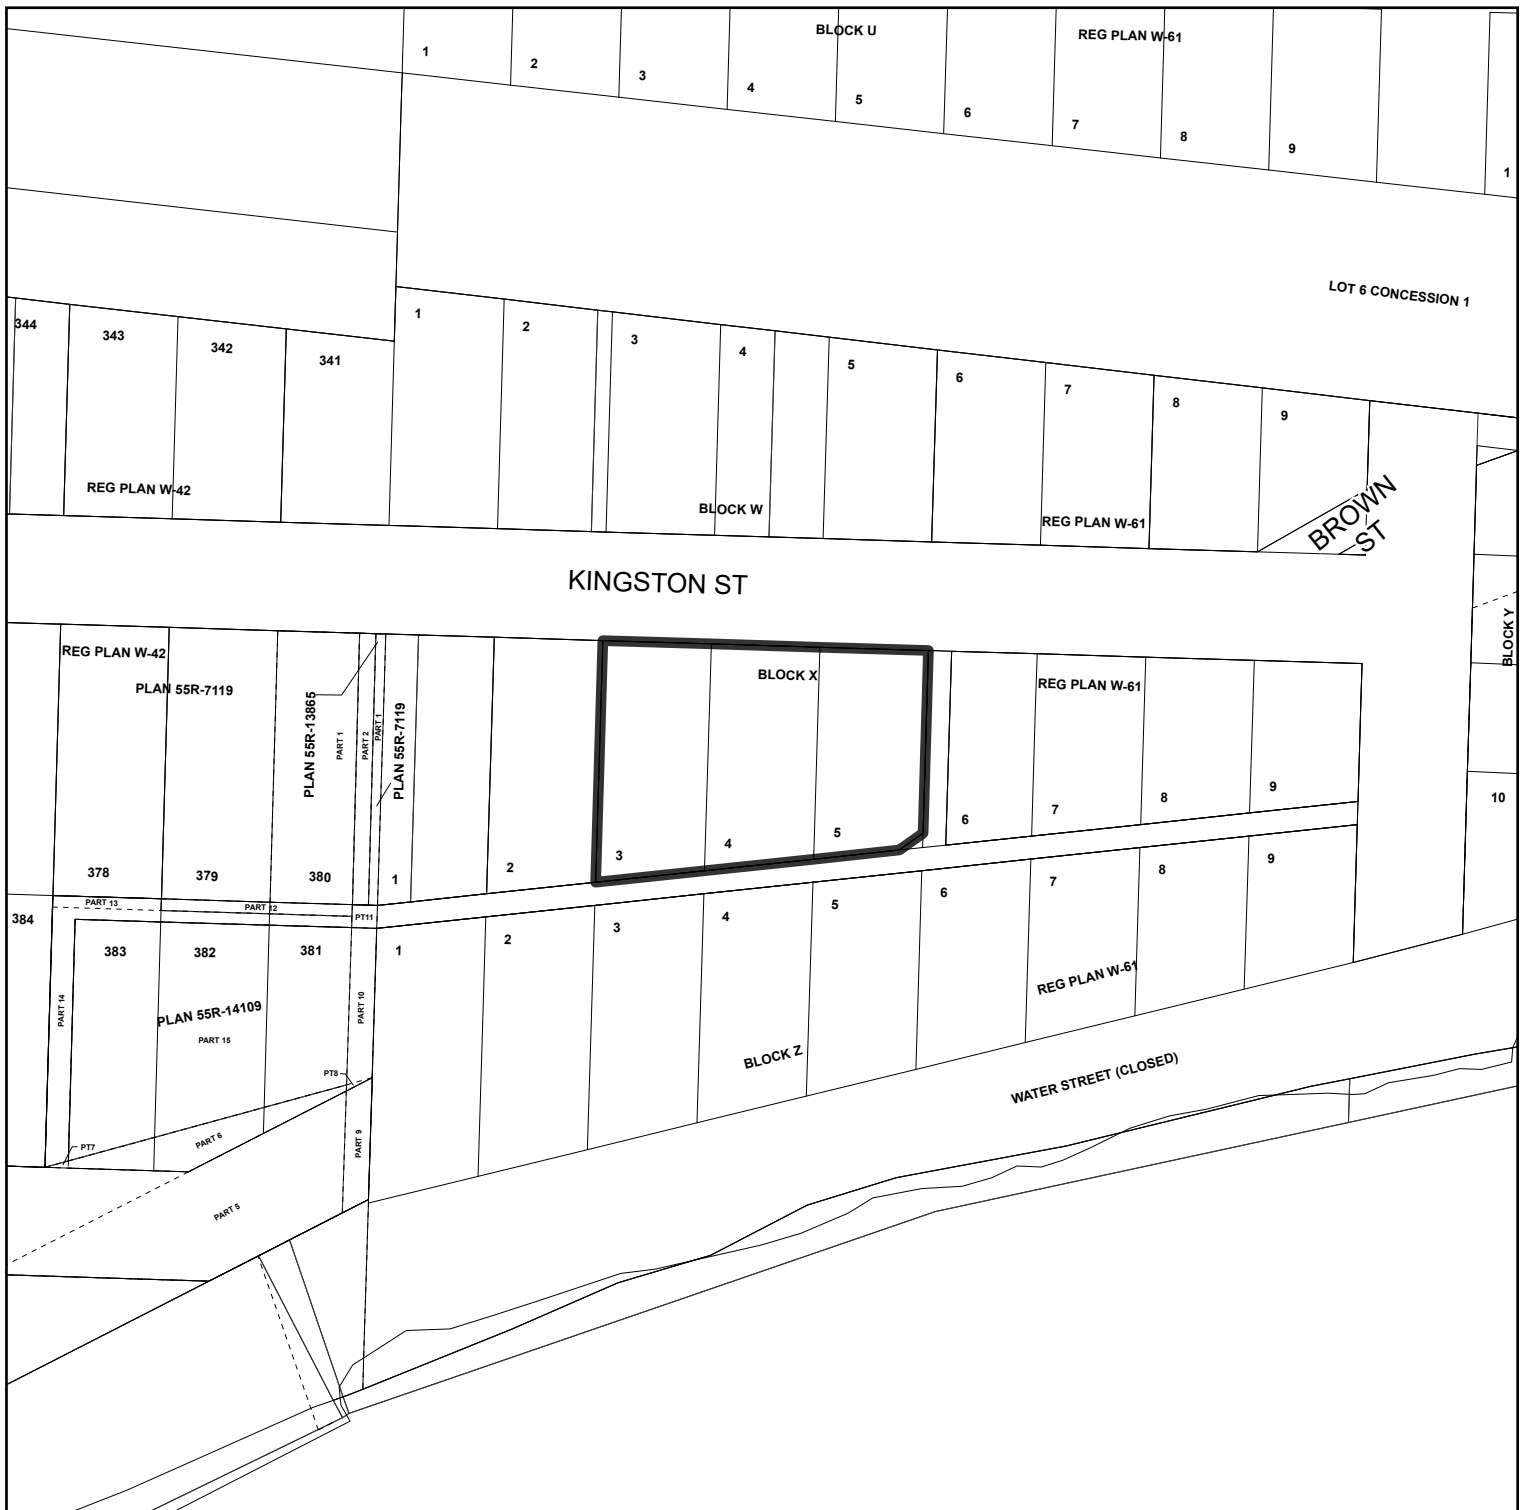 BLOCK U
REG PLAN W-61
1
2
3
4
5
6
7
8
9
1
LOT 6 CONCESSION 1
344
343
342
341
1
2
3
4
5
6
7
8
9
REG PLAN W-42
BLOCK W
REG PLAN W-61
BROWN
ST
KINGSTON ST
BLOCK Y
REG PLAN W-42
PLAN 55R-7119
PLAN 55R-13865
PART 1
PART 2
PART 1
PLAN 55R-7119
BLOCK X
REG PLAN W-61
378
379
380
1
2
3
4
5
6
7
8
9
10
PART 13
PART 12
PT11
384
383
382
381
1
2
3
4
5
6
7
8
9
PART 14
PLAN 55R-14109
PART 15
PART 10
REG PLAN W-61
BLOCK Z
WATER STREET (CLOSED)
PT8
PT7
PART 6
PART 9
PART 5